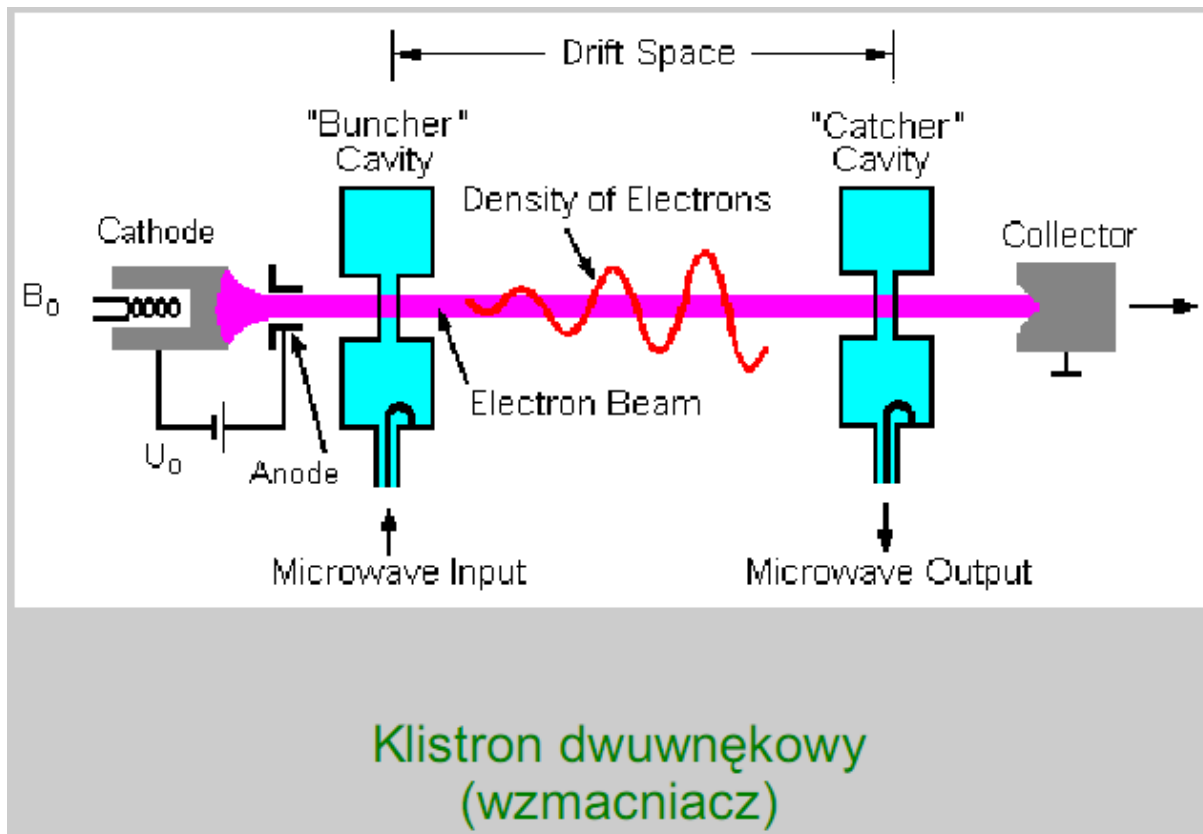 Drift Space
"Buncher"
Cavity
"Catcher"
Cavity
Density of Electrons
Cathode
Collector
B₀
Electron Beam
U₀
Anode
Microwave Input
Microwave Output
Klistron dwuwnękowy
(wzmacniacz)